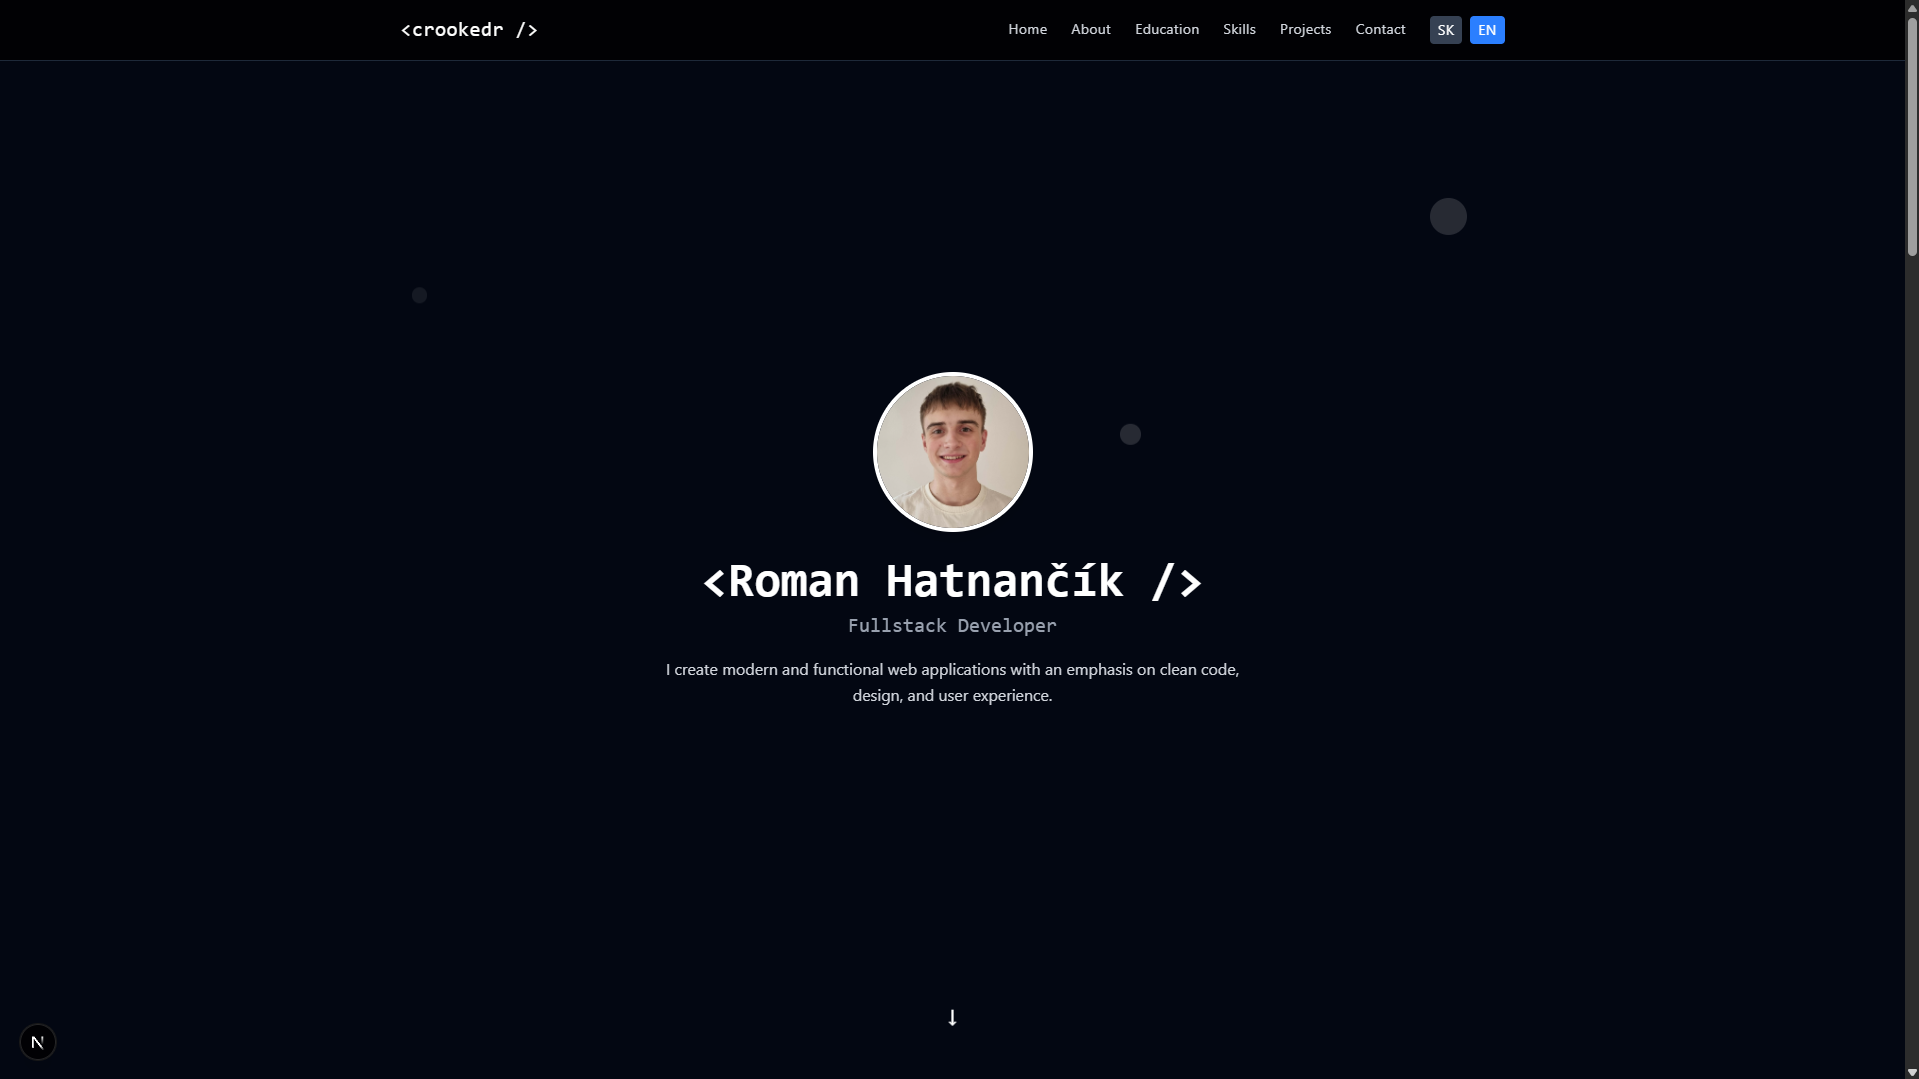 <crookedr />
Home About Education Skills Projects Contact SK EN
<Roman Hatnančík />
Fullstack Developer
I create modern and functional web applications with an emphasis on clean code,
design, and user experience.
↓
N